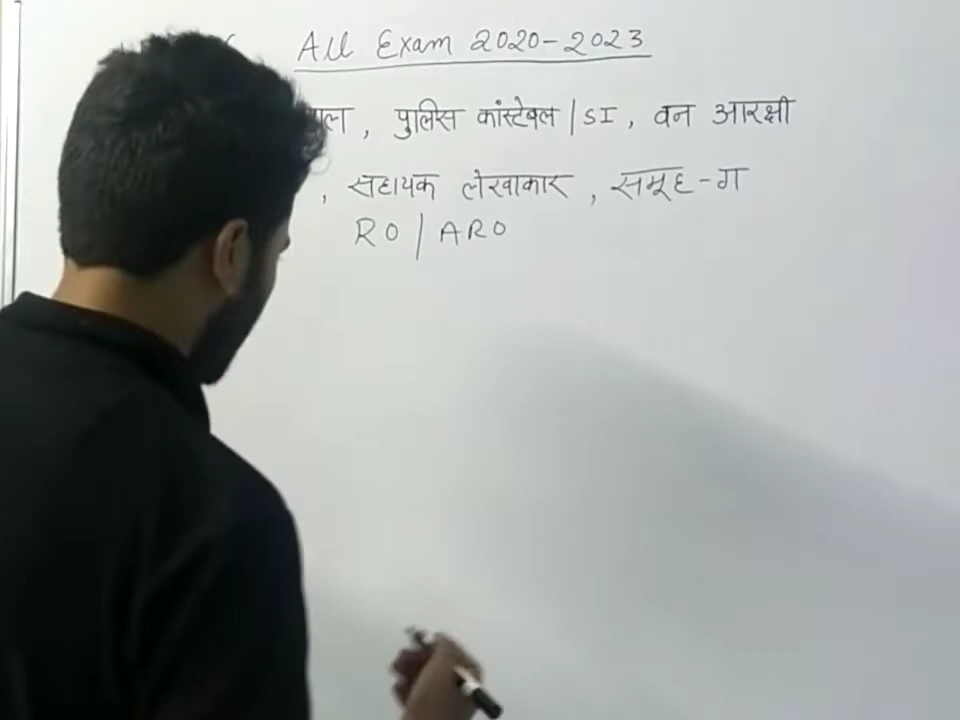 All Exam 2020-2023
, पुलिस कांस्टेबल / SI, वन आरक्षी
, सहायक लेखाकार, समूह-ग
RO / ARO